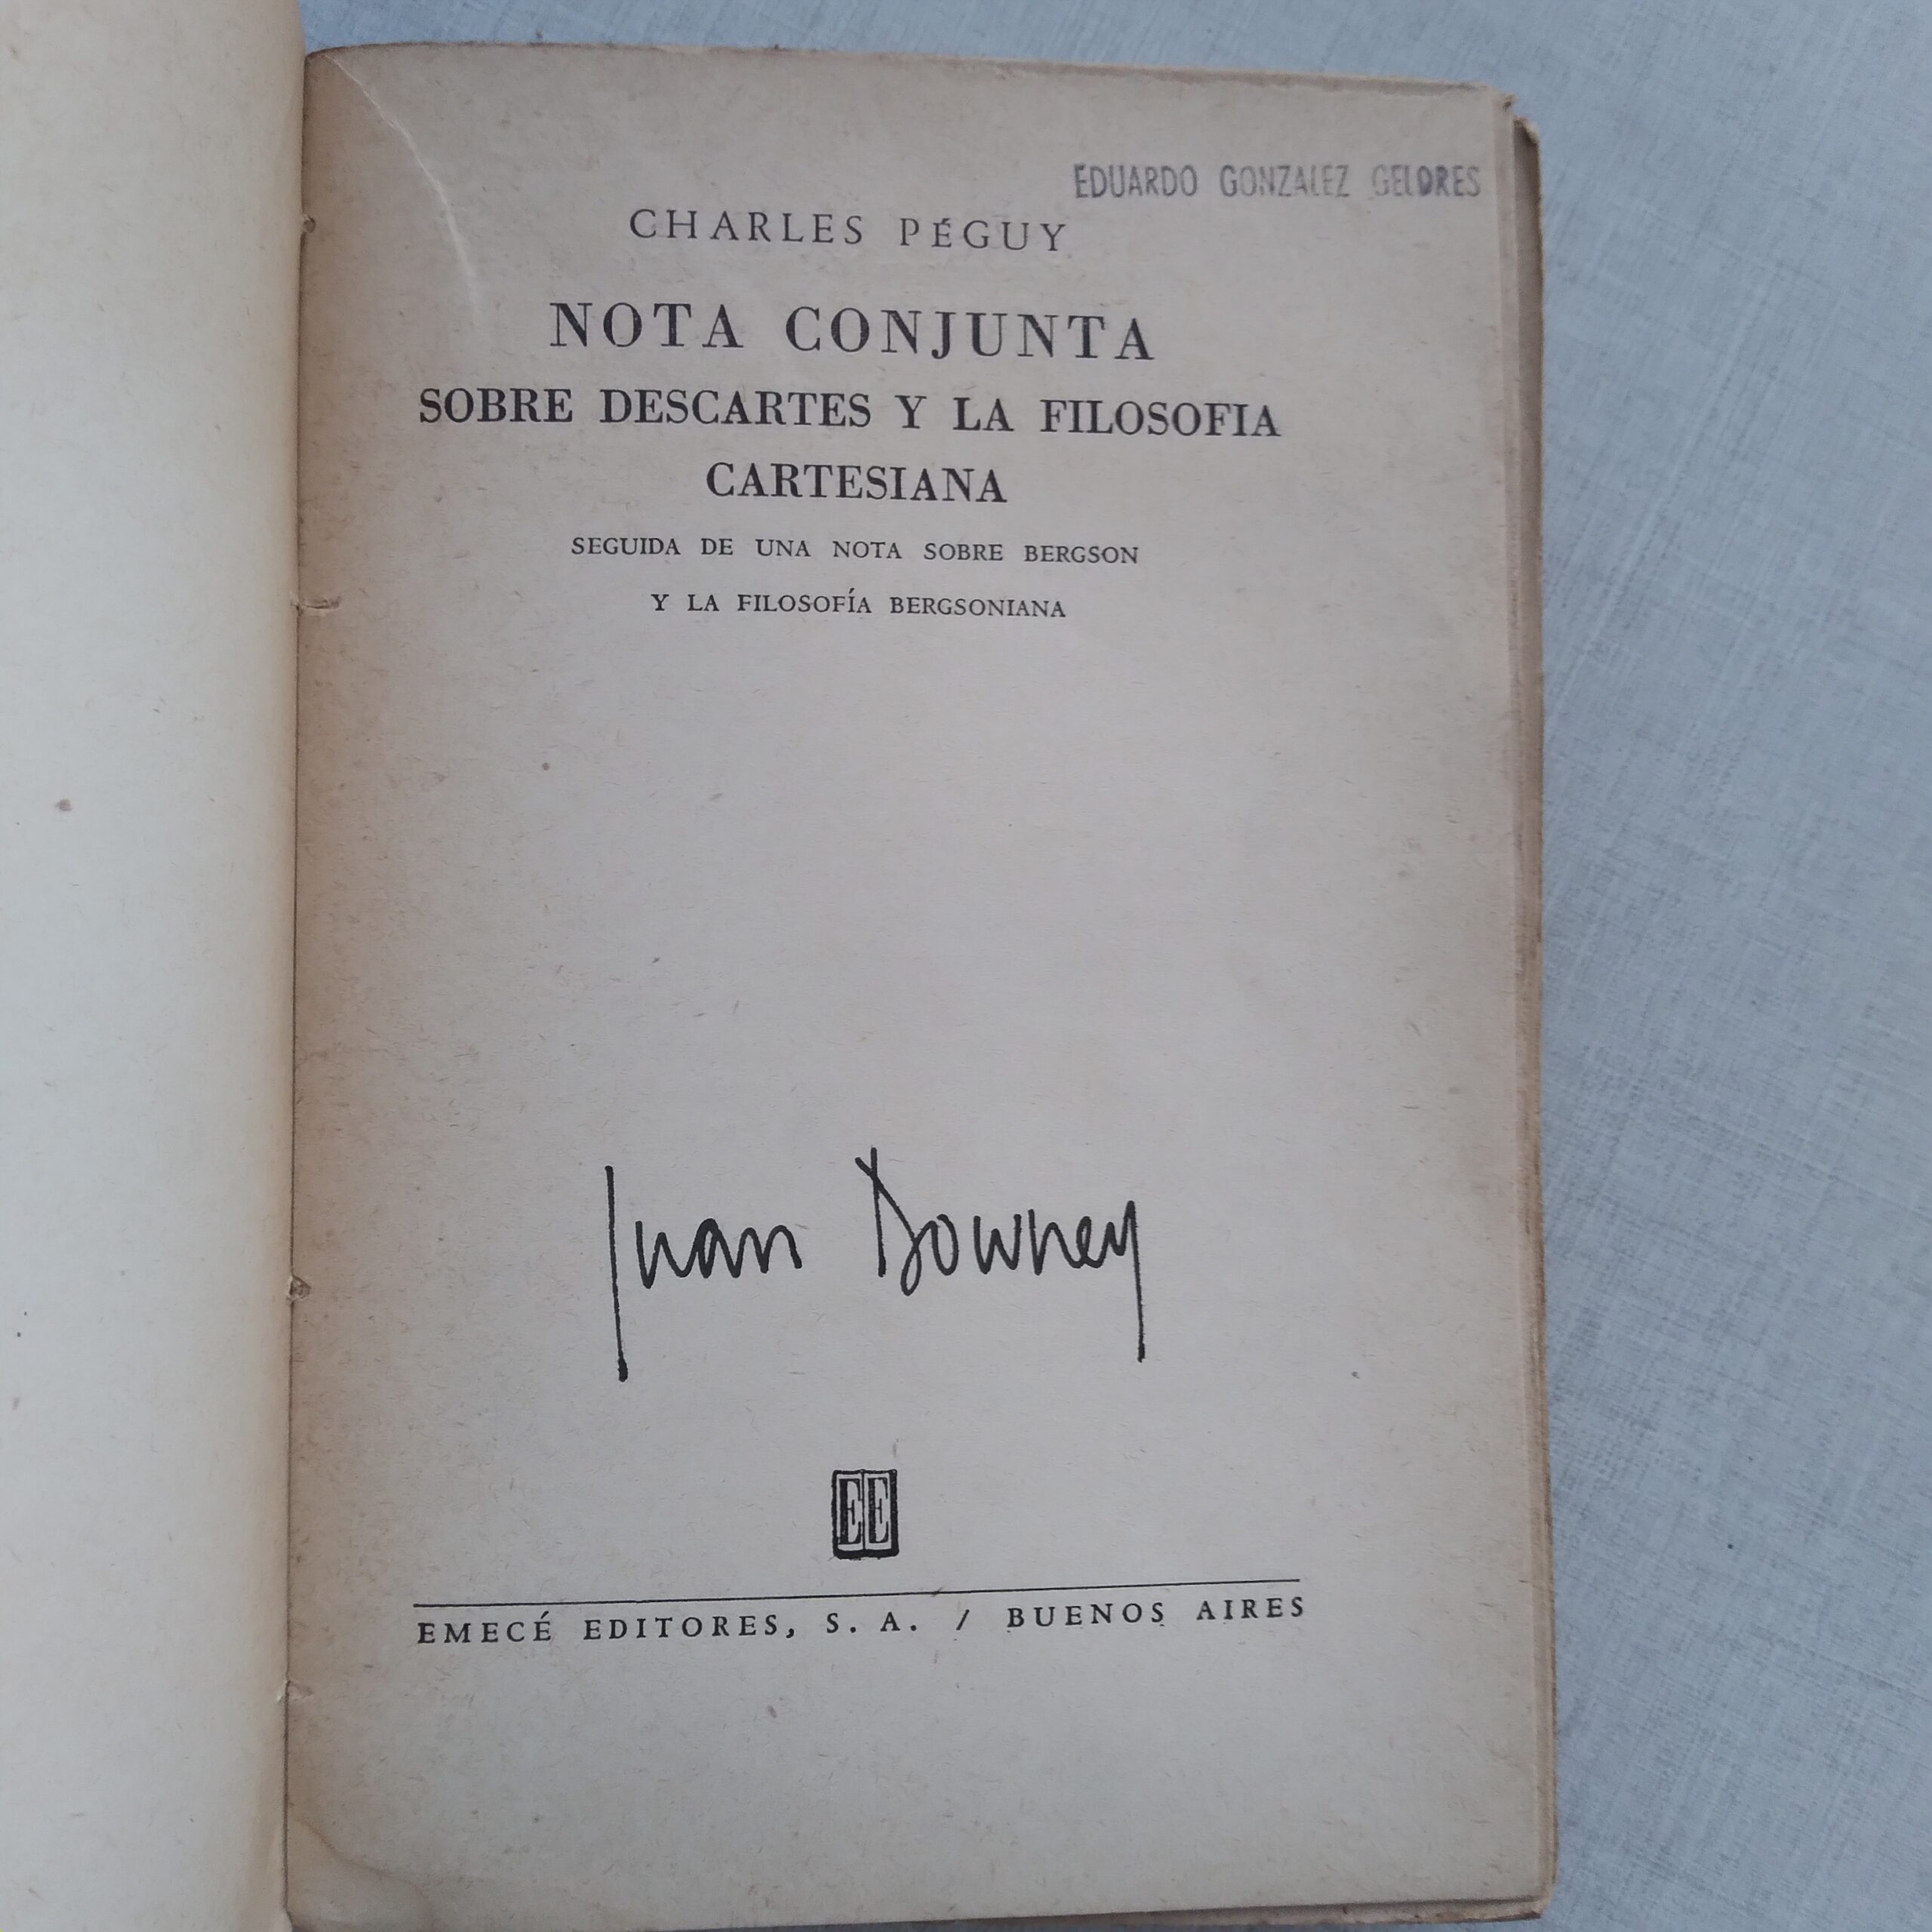 EDUARDO GONZALEZ GELDRES
CHARLES PÉGUY
NOTA CONJUNTA
SOBRE DESCARTES Y LA FILOSOFIA
CARTESIANA
SEGUIDA DE UNA NOTA SOBRE BERGSON
Y LA FILOSOFÍA BERGSONIANA
Juan Downey
EE
EMECÉ EDITORES, S. A. / BUENOS AIRES